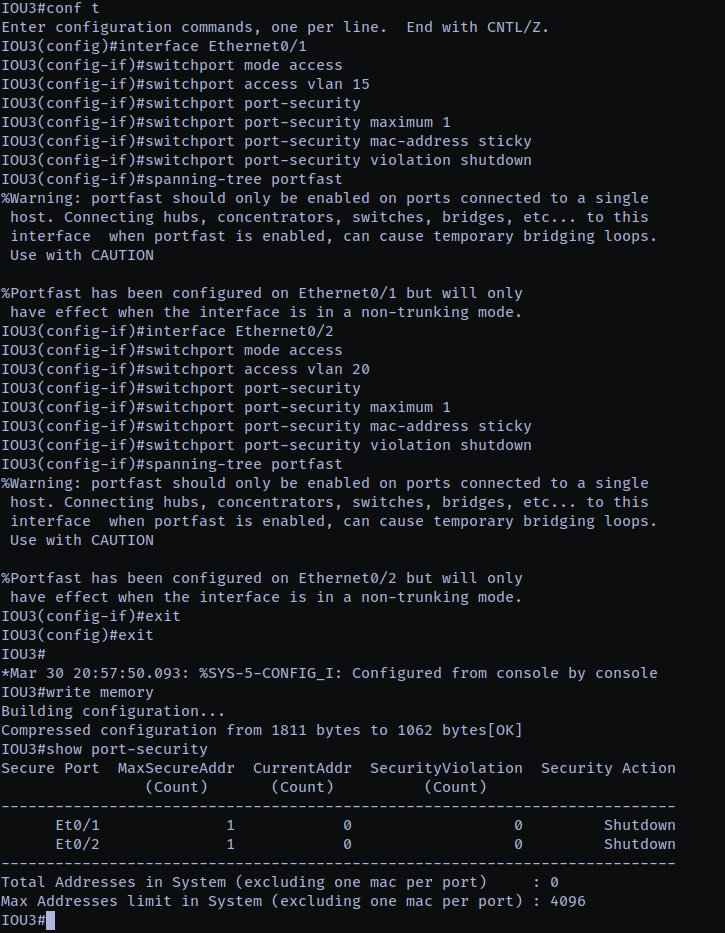 IOU3#conf t
Enter configuration commands, one per line.  End with CNTL/Z.
IOU3(config)#interface Ethernet0/1
IOU3(config-if)#switchport mode access
IOU3(config-if)#switchport access vlan 15
IOU3(config-if)#switchport port-security
IOU3(config-if)#switchport port-security maximum 1
IOU3(config-if)#switchport port-security mac-address sticky
IOU3(config-if)#switchport port-security violation shutdown
IOU3(config-if)#spanning-tree portfast
%Warning: portfast should only be enabled on ports connected to a single
 host. Connecting hubs, concentrators, switches, bridges, etc... to this
 interface  when portfast is enabled, can cause temporary bridging loops.
 Use with CAUTION

%Portfast has been configured on Ethernet0/1 but will only
 have effect when the interface is in a non-trunking mode.
IOU3(config-if)#interface Ethernet0/2
IOU3(config-if)#switchport mode access
IOU3(config-if)#switchport access vlan 20
IOU3(config-if)#switchport port-security
IOU3(config-if)#switchport port-security maximum 1
IOU3(config-if)#switchport port-security mac-address sticky
IOU3(config-if)#switchport port-security violation shutdown
IOU3(config-if)#spanning-tree portfast
%Warning: portfast should only be enabled on ports connected to a single
 host. Connecting hubs, concentrators, switches, bridges, etc... to this
 interface  when portfast is enabled, can cause temporary bridging loops.
 Use with CAUTION

%Portfast has been configured on Ethernet0/2 but will only
 have effect when the interface is in a non-trunking mode.
IOU3(config-if)#exit
IOU3(config)#exit
IOU3#
*Mar 30 20:57:50.093: %SYS-5-CONFIG_I: Configured from console by console
IOU3#write memory
Building configuration...
Compressed configuration from 1811 bytes to 1062 bytes[OK]
IOU3#show port-security
Secure Port  MaxSecureAddr  CurrentAddr  SecurityViolation  Security Action
                (Count)       (Count)          (Count)
---------------------------------------------------------------------------
      Et0/1              1            0                  0         Shutdown
      Et0/2              1            0                  0         Shutdown
---------------------------------------------------------------------------
Total Addresses in System (excluding one mac per port)     : 0
Max Addresses limit in System (excluding one mac per port) : 4096
IOU3#